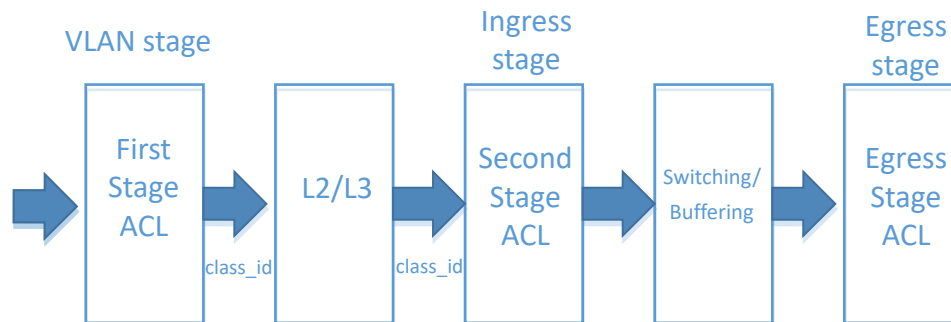 VLAN stage
Ingress
stage
Egress
stage
First
Stage
ACL
class_id
L2/L3
class_id
Second
Stage
ACL
Switching/
Buffering
Egress
Stage
ACL